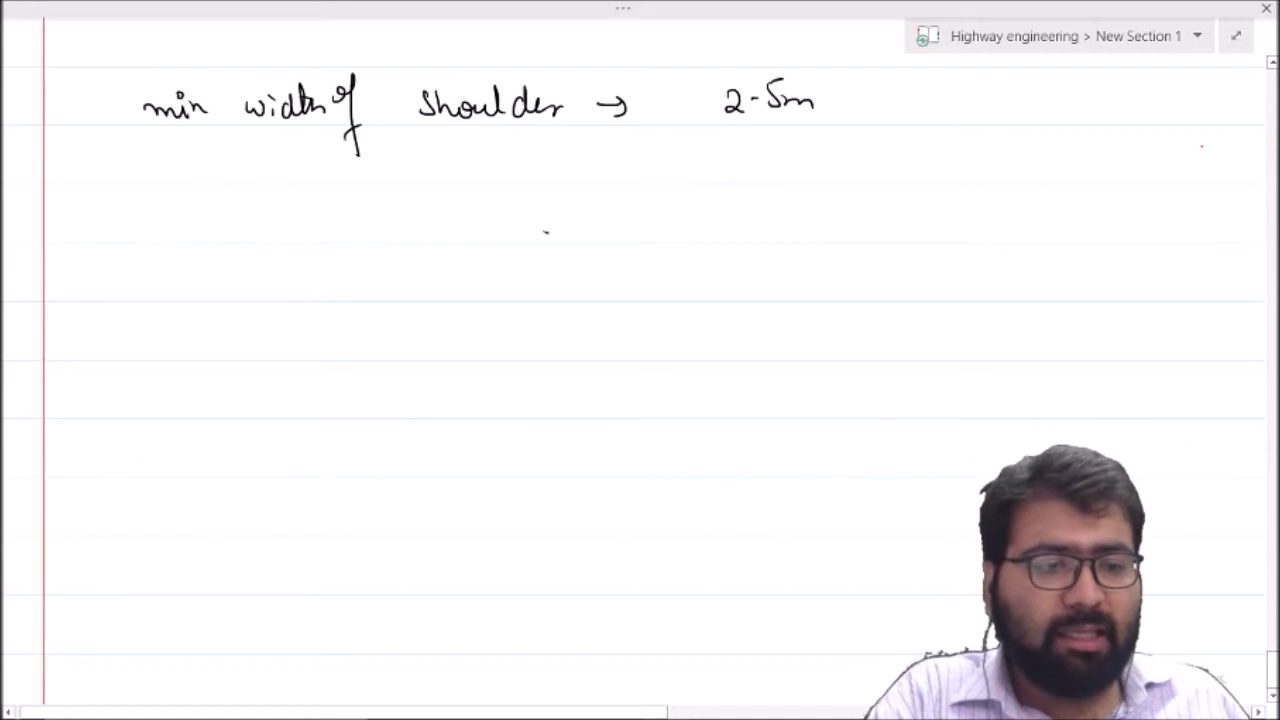 Highway engineering > New Section 1
min width of shoulder → 2-5m